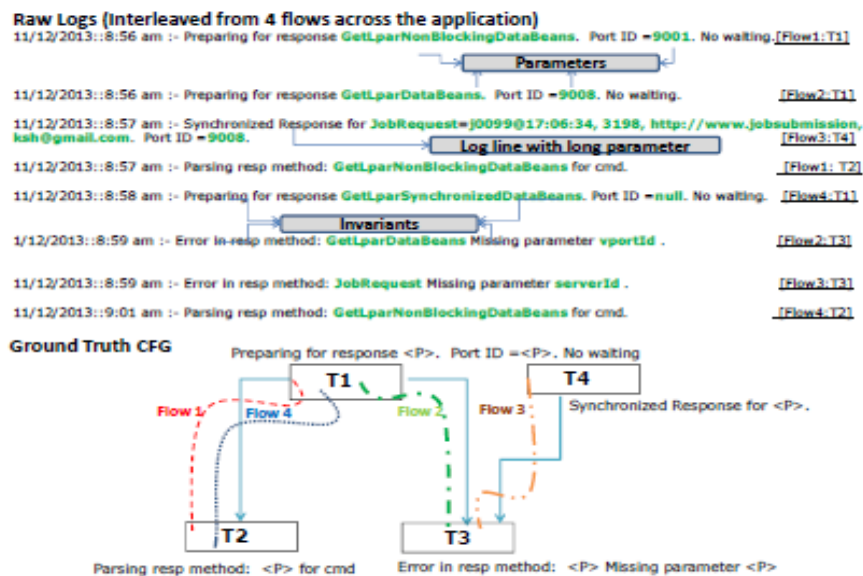 Raw Logs (Interleaved from 4 flows across the application)
11/12/2013::8:56 am :- Preparing for response GetLparNonBlockingDataBeans. Port ID =9001. No waiting.[Flow1:T1]
Parameters
11/12/2013::8:56 am :- Preparing for response GetLparDataBeans. Port ID =9008. No waiting. [Flow2:T1]
11/12/2013::8:57 am :- Synchronized Response for JobRequest=j0099@17:06:34, 3198, http://www.jobsubmission,
ksh@gmail.com. Port ID =9008. [Flow3:T4]
Log line with long parameter
11/12/2013::8:57 am :- Parsing resp method: GetLparNonBlockingDataBeans for cmd. [Flow1: T2]
11/12/2013::8:58 am :- Preparing for response GetLparSynchronizedDataBeans. Port ID =null. No waiting. [Flow4:T1]
Invariants
1/12/2013::8:59 am :- Error in resp method: GetLparDataBeans Missing parameter vportId . [Flow2:T3]
11/12/2013::8:59 am :- Error in resp method: JobRequest Missing parameter serverId . [Flow3:T3]
11/12/2013::9:01 am :- Parsing resp method: GetLparNonBlockingDataBeans for cmd. [Flow4:T2]
Ground Truth CFG
Preparing for response <P>. Port ID =<P>. No waiting
T1
T4
Flow 1
Flow 4
Flow 2
Flow 3
Synchronized Response for <P>.
T2
T3
Parsing resp method: <P> for cmd
Error in resp method: <P> Missing parameter <P>